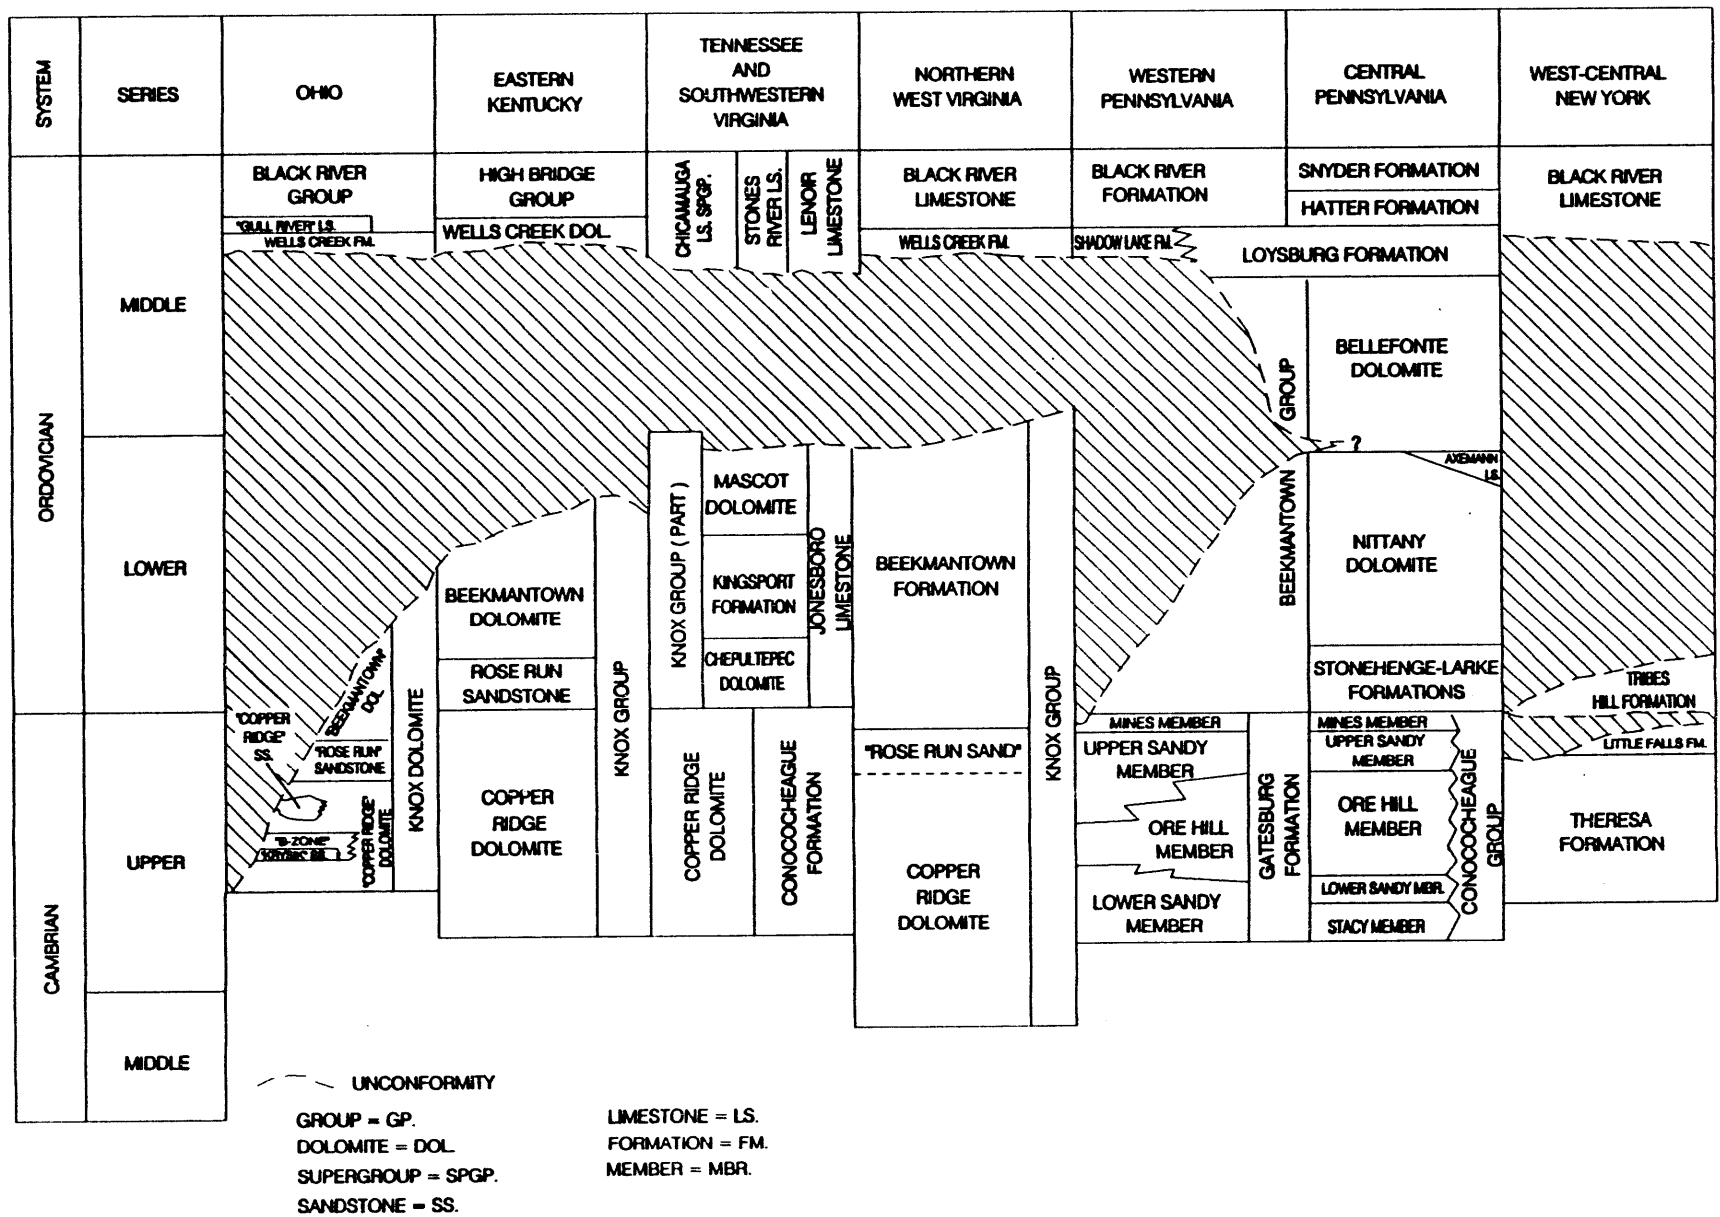 SYSTEM
SERIES
OHIO
EASTERN
KENTUCKY
TENNESSEE
AND
SOUTHWESTERN
VIRGINIA
NORTHERN
WEST VIRGINIA
WESTERN
PENNSYLVANIA
CENTRAL
PENNSYLVANIA
WEST-CENTRAL
NEW YORK
ORDOVICIAN
CAMBRIAN
MIDDLE
LOWER
UPPER
MIDDLE
BLACK RIVER
GROUP
"GULL RIVER" LS.
WELLS CREEK FM.
"BEEKMANTOWN"
DOL.
"COPPER
RIDGE"
SS.
"ROSE RUN"
SANDSTONE
"B-ZONE"
"COPPER RIDGE"
DOLOMITE
KNOX DOLOMITE
HIGH BRIDGE
GROUP
WELLS CREEK DOL.
BEEKMANTOWN
DOLOMITE
ROSE RUN
SANDSTONE
COPPER
RIDGE
DOLOMITE
KNOX GROUP
CHICAMAUGA
LS. SPGP.
STONES
RIVER LS.
LENOIR
LIMESTONE
KNOX GROUP ( PART )
MASCOT
DOLOMITE
KINGSPORT
FORMATION
CHEPULTEPEC
DOLOMITE
JONESBORO
LIMESTONE
COPPER RIDGE
DOLOMITE
CONOCOCHEAGUE
FORMATION
BLACK RIVER
LIMESTONE
WELLS CREEK FM.
BEEKMANTOWN
FORMATION
"ROSE RUN SAND"
COPPER
RIDGE
DOLOMITE
KNOX GROUP
BLACK RIVER
FORMATION
SHADOW LAKE FM.
MINES MEMBER
UPPER SANDY
MEMBER
ORE HILL
MEMBER
LOWER SANDY
MEMBER
GATESBURG
FORMATION
SNYDER FORMATION
HATTER FORMATION
LOYSBURG FORMATION
BEEKMANTOWN GROUP
BELLEFONTE
DOLOMITE
?
AXEMANN
LS.
NITTANY
DOLOMITE
STONEHENGE-LARKE
FORMATIONS
MINES MEMBER
UPPER SANDY
MEMBER
ORE HILL
MEMBER
LOWER SANDY MBR.
STACY MEMBER
CONOCOCHEAGUE
GROUP
BLACK RIVER
LIMESTONE
TRIBES
HILL FORMATION
LITTLE FALLS FM.
THERESA
FORMATION
UNCONFORMITY
GROUP = GP.
DOLOMITE = DOL.
SUPERGROUP = SPGP.
SANDSTONE = SS.
LIMESTONE = LS.
FORMATION = FM.
MEMBER = MBR.